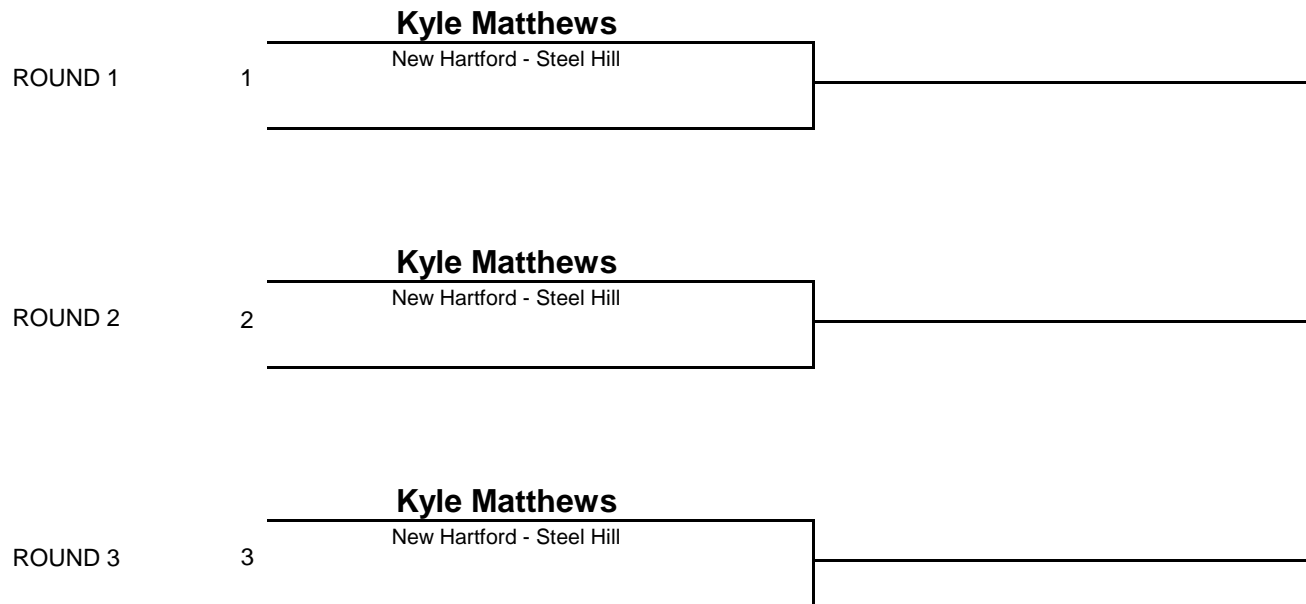 Kyle Matthews
New Hartford - Steel Hill
ROUND 1 1
Kyle Matthews
New Hartford - Steel Hill
ROUND 2 2
Kyle Matthews
New Hartford - Steel Hill
ROUND 3 3